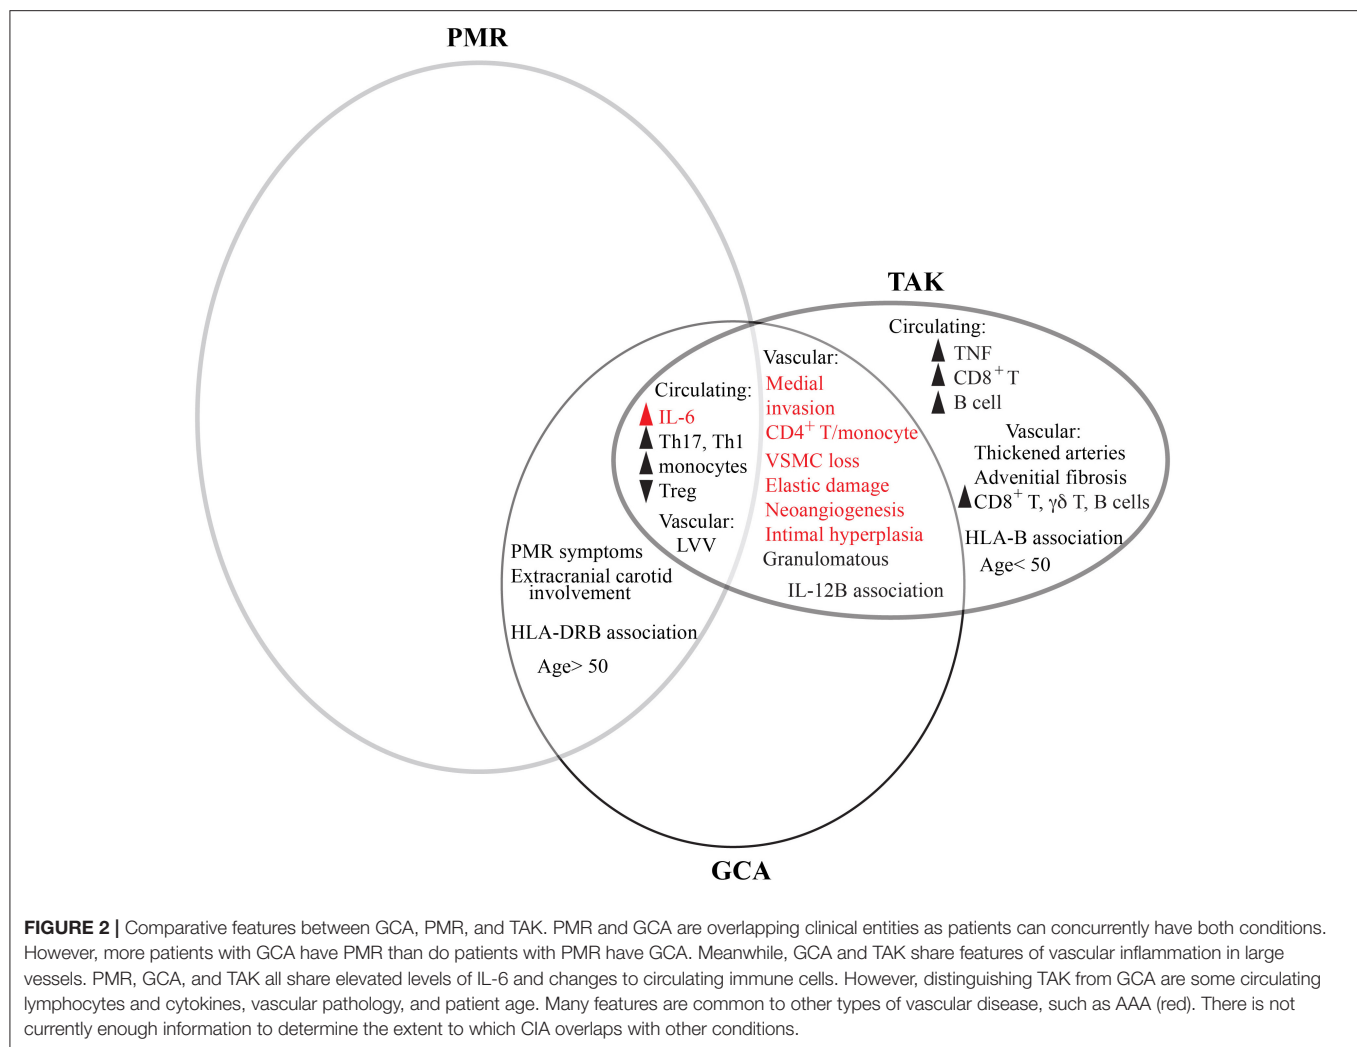 PMR
TAK
Circulating:
▲ TNF
▲ CD8⁺ T
▲ B cell
Vascular:
Thickened arteries
Advenitial fibrosis
▲ CD8⁺ T, γδ T, B cells
HLA-B association
Age< 50
Vascular:
Medial
invasion
CD4⁺ T/monocyte
VSMC loss
Elastic damage
Neoangiogenesis
Intimal hyperplasia
Granulomatous
IL-12B association
Circulating:
▲ IL-6
▲ Th17, Th1
▲ monocytes
▼ Treg
Vascular:
LVV
PMR symptoms
Extracranial carotid
involvement
HLA-DRB association
Age> 50
GCA
FIGURE 2 | Comparative features between GCA, PMR, and TAK. PMR and GCA are overlapping clinical entities as patients can concurrently have both conditions.
However, more patients with GCA have PMR than do patients with PMR have GCA. Meanwhile, GCA and TAK share features of vascular inflammation in large
vessels. PMR, GCA, and TAK all share elevated levels of IL-6 and changes to circulating immune cells. However, distinguishing TAK from GCA are some circulating
lymphocytes and cytokines, vascular pathology, and patient age. Many features are common to other types of vascular disease, such as AAA (red). There is not
currently enough information to determine the extent to which CIA overlaps with other conditions.